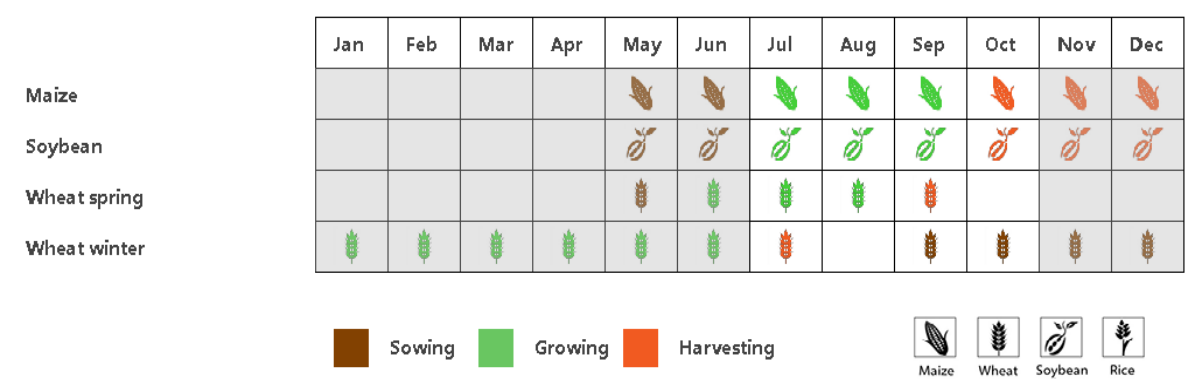 Jan Feb Mar Apr May Jun Jul Aug Sep Oct Nov Dec
Maize
Soybean
Wheat spring
Wheat winter
Sowing Growing Harvesting
Maize Wheat Soybean Rice